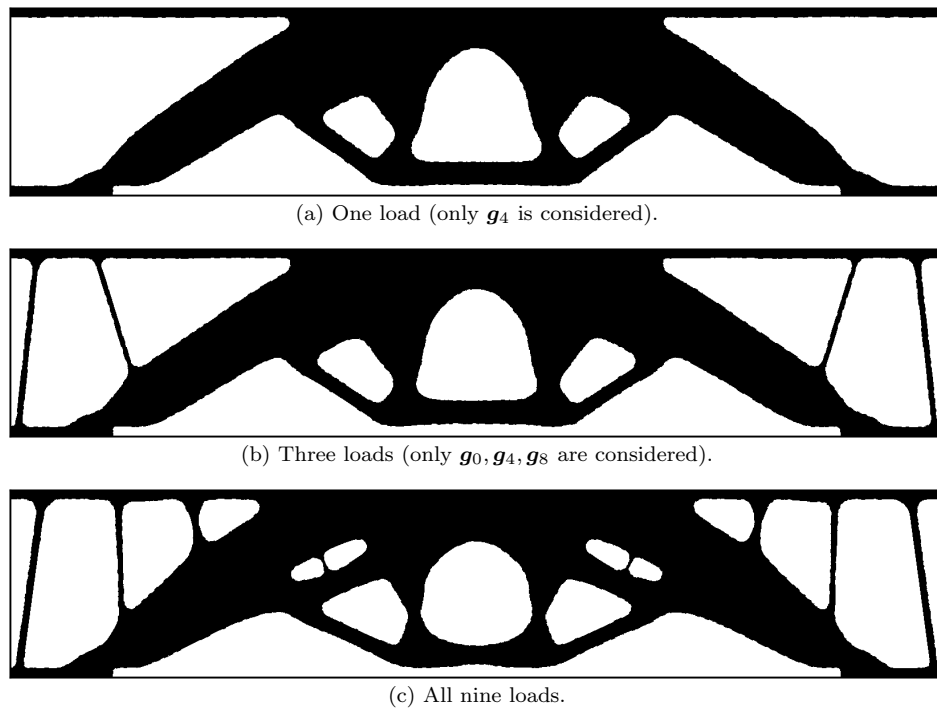 (a) One load (only g₄ is considered).
(b) Three loads (only g₀, g₄, g₈ are considered).
(c) All nine loads.